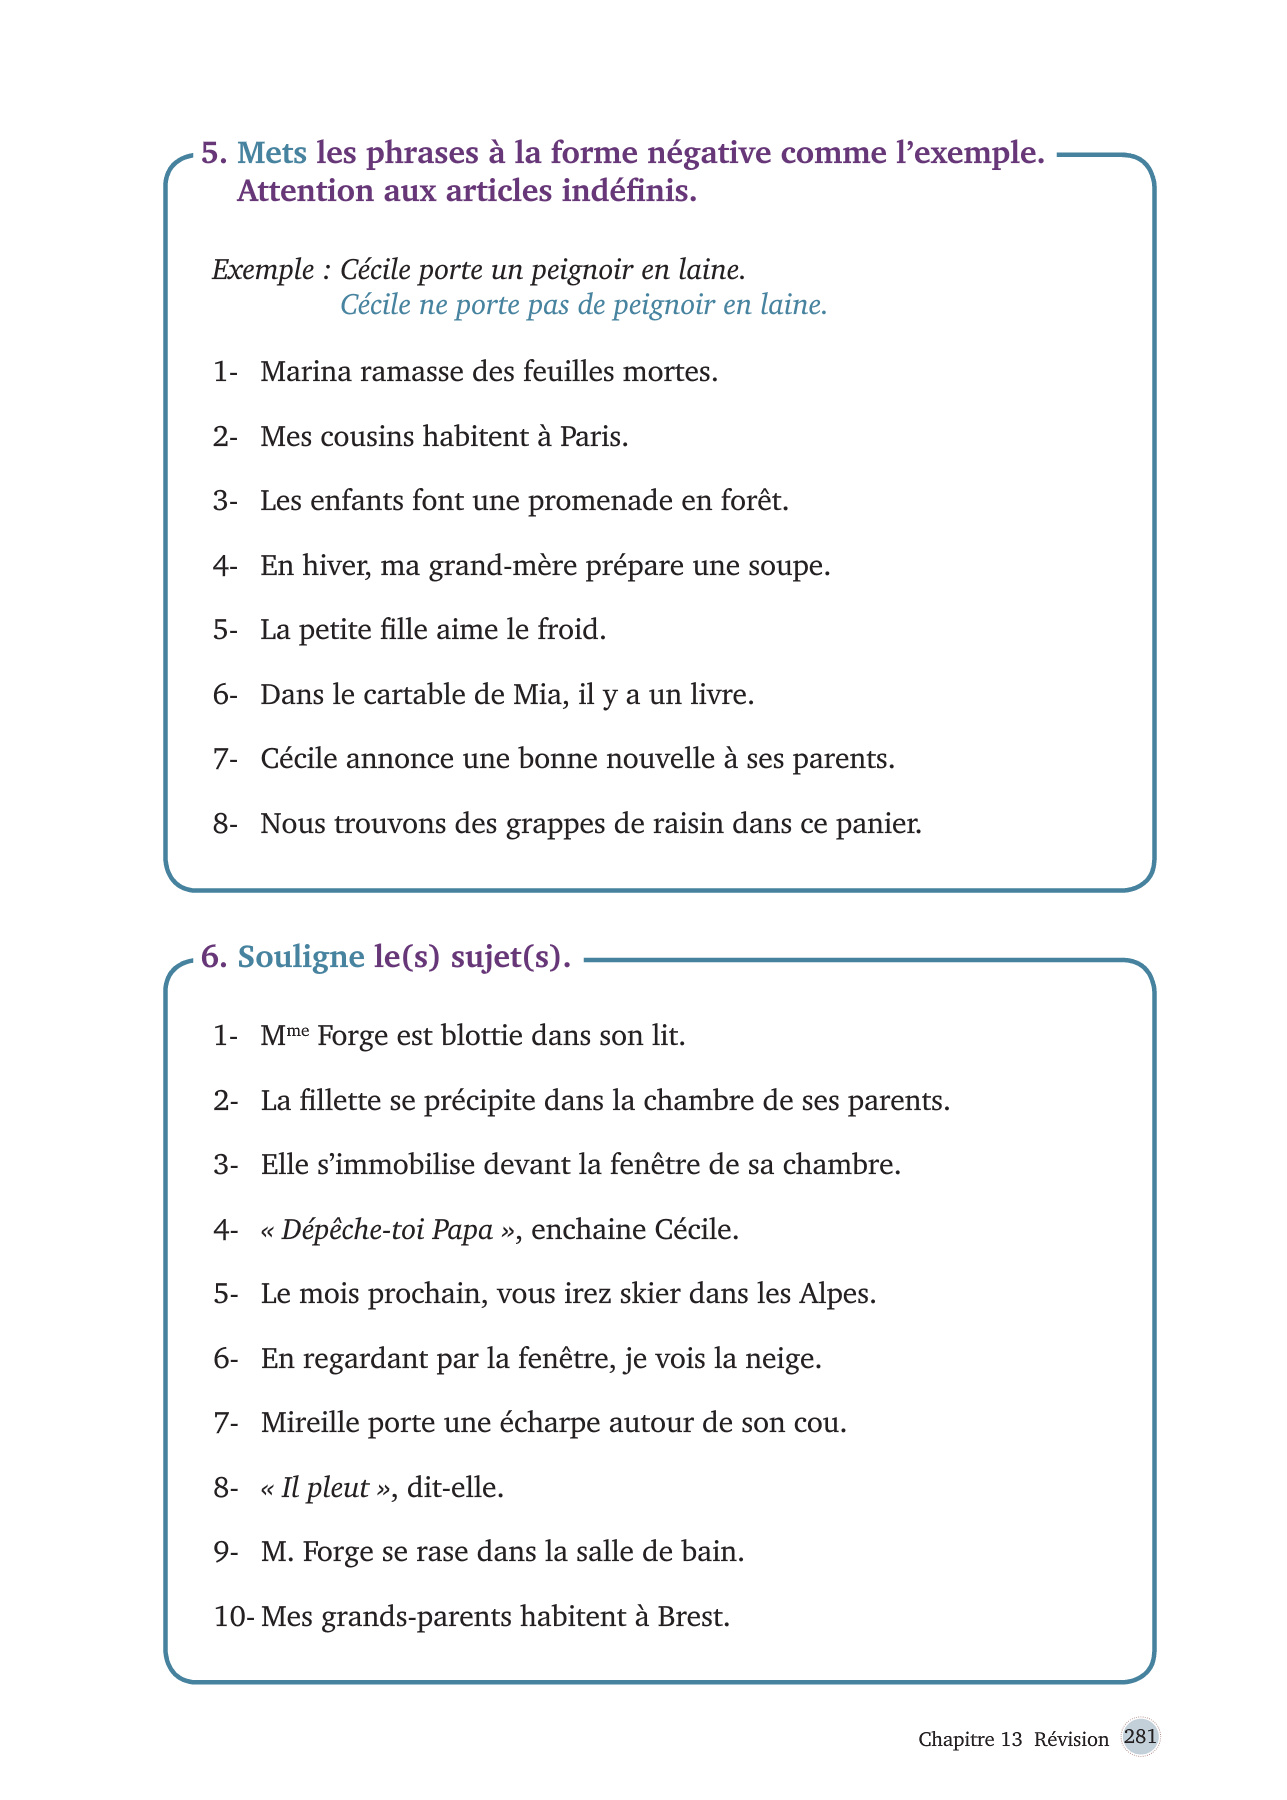 5. Mets les phrases à la forme négative comme l’exemple.
Attention aux articles indéfinis.
Exemple : Cécile porte un peignoir en laine.
Cécile ne porte pas de peignoir en laine.
1- Marina ramasse des feuilles mortes.
2- Mes cousins habitent à Paris.
3- Les enfants font une promenade en forêt.
4- En hiver, ma grand-mère prépare une soupe.
5- La petite fille aime le froid.
6- Dans le cartable de Mia, il y a un livre.
7- Cécile annonce une bonne nouvelle à ses parents.
8- Nous trouvons des grappes de raisin dans ce panier.
6. Souligne le(s) sujet(s).
1- Mme Forge est blottie dans son lit.
2- La fillette se précipite dans la chambre de ses parents.
3- Elle s’immobilise devant la fenêtre de sa chambre.
4- « Dépêche-toi Papa », enchaine Cécile.
5- Le mois prochain, vous irez skier dans les Alpes.
6- En regardant par la fenêtre, je vois la neige.
7- Mireille porte une écharpe autour de son cou.
8- « Il pleut », dit-elle.
9- M. Forge se rase dans la salle de bain.
10- Mes grands-parents habitent à Brest.
Chapitre 13 Révision 281